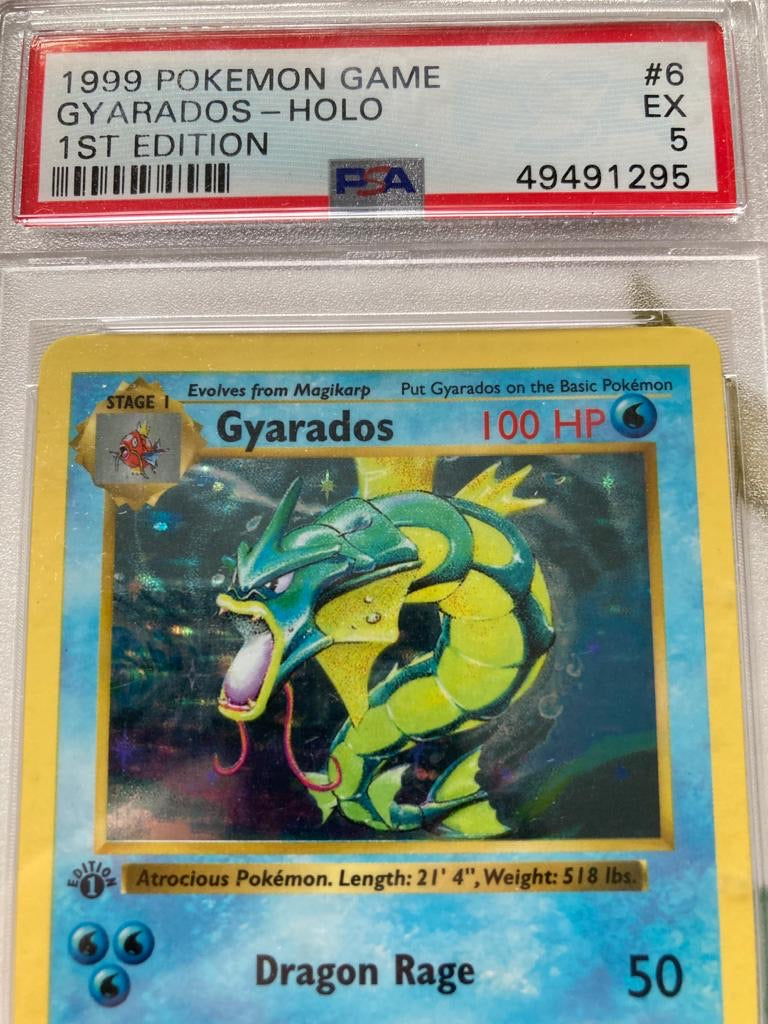 1999 POKEMON GAME #6
GYARADOS – HOLO EX
1ST EDITION 5
PSA 49491295
Evolves from Magikarp Put Gyarados on the Basic Pokémon
STAGE 1
Gyarados 100 HP
EDITION
1
Atrocious Pokémon. Length: 21' 4", Weight: 518 lbs.
Dragon Rage 50